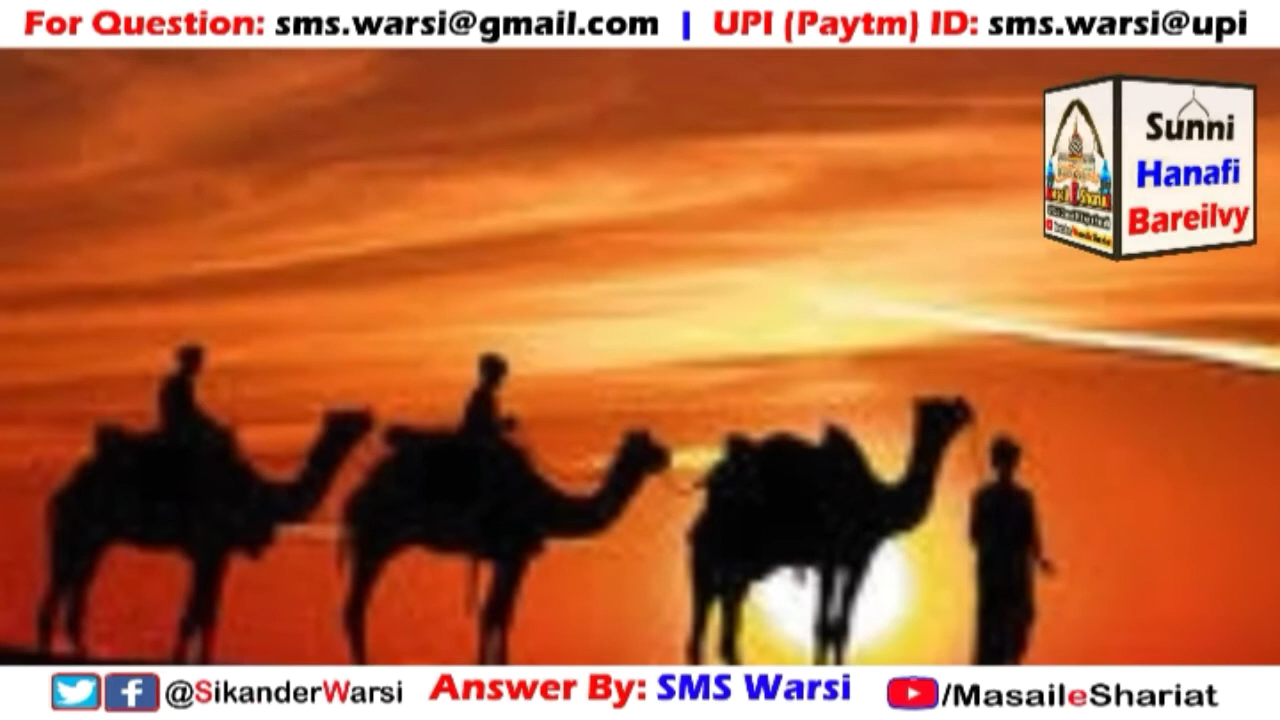 For Question: sms.warsi@gmail.com | UPI (Paytm) ID: sms.warsi@upi
Sunni
Hanafi
Bareilvy
@SikanderWarsi Answer By: SMS Warsi /MasaileShariat